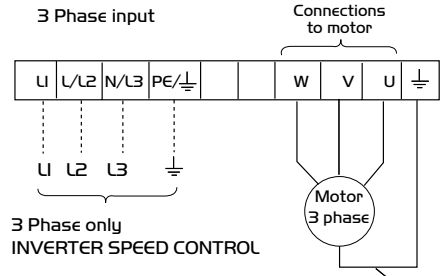 3 Phase input
Connections
to motor
L1 L/L2 N/L3 PE/⏚ W V U ⏚
L1 L2 L3 ⏚
Motor
3 phase
3 Phase only
INVERTER SPEED CONTROL